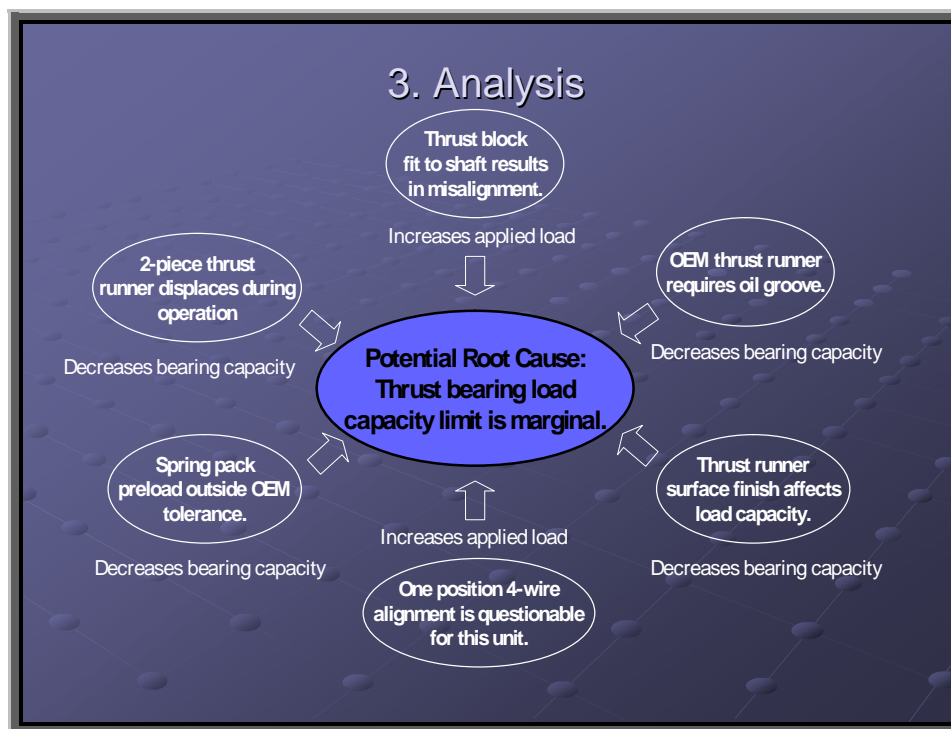 3. Analysis
Thrust block
fit to shaft results
in misalignment.
Increases applied load
2-piece thrust
runner displaces during
operation
Decreases bearing capacity
OEM thrust runner
requires oil groove.
Decreases bearing capacity
Potential Root Cause:
Thrust bearing load
capacity limit is marginal.
Spring pack
preload outside OEM
tolerance.
Decreases bearing capacity
Thrust runner
surface finish affects
load capacity.
Decreases bearing capacity
Increases applied load
One position 4-wire
alignment is questionable
for this unit.